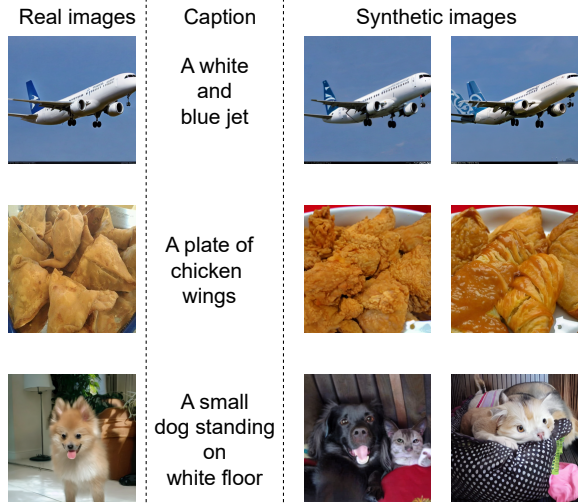 Real images
Caption
Synthetic images
A white
and
blue jet
A plate of
chicken
wings
A small
dog standing
on
white floor